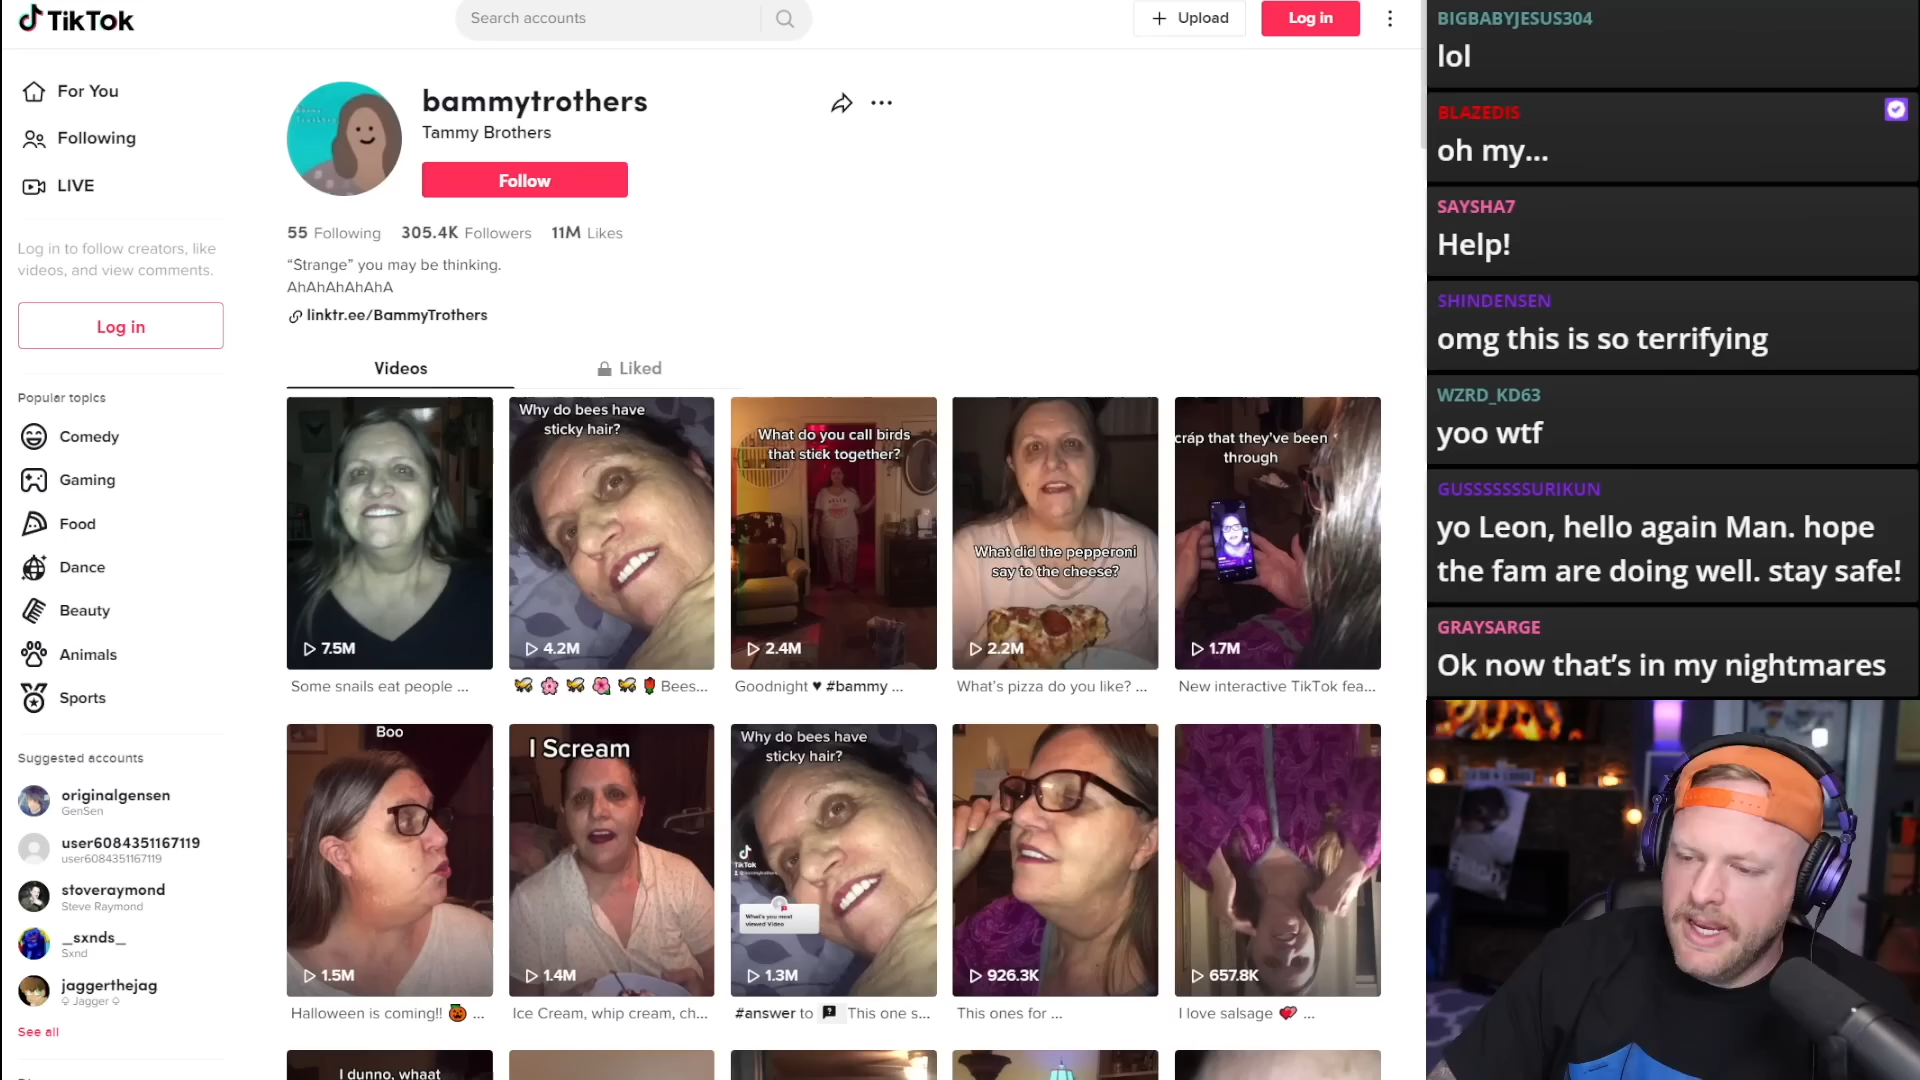 TikTok
Search accounts
Upload
Log in
For You
Following
LIVE
Log in to follow creators, like
videos, and view comments.
Log in
Popular topics
Comedy
Gaming
Food
Dance
Beauty
Animals
Sports
Suggested accounts
originalgensen
GenSen
user6084351167119
user6084351167119
stoveraymond
Steve Raymond
_sxnds_
Sxnd
jaggerthejag
Jagger
See all
bammytrothers
Tammy Brothers
Follow
55 Following 305.4K Followers 11M Likes
“Strange” you may be thinking.
AhAhAhAhAhA
linktr.ee/BammyTrothers
Videos
Liked
7.5M
Some snails eat people ...
Why do bees have
sticky hair?
4.2M
🐝 🌸 🐝 🌺 🐝 🌹 Bees...
What do you call birds
that stick together?
2.4M
Goodnight ♥ #bammy ...
What did the pepperoni
say to the cheese?
2.2M
What’s pizza do you like? ...
cráp that they’ve been
through
1.7M
New interactive TikTok fea...
Boo
1.5M
Halloween is coming!! 🎃 ...
I Scream
1.4M
Ice Cream, whip cream, ch...
Why do bees have
sticky hair?
TikTok
What's you most
viewed Video
1.3M
#answer to This one s...
926.3K
This ones for ...
657.8K
I love salsage 💞 ...
I dunno, whaat
BIGBABYJESUS304
lol
BLAZEDIS
oh my...
SAYSHA7
Help!
SHINDENSEN
omg this is so terrifying
WZRD_KD63
yoo wtf
GUSSSSSSSURIKUN
yo Leon, hello again Man. hope
the fam are doing well. stay safe!
GRAYSARGE
Ok now that’s in my nightmares